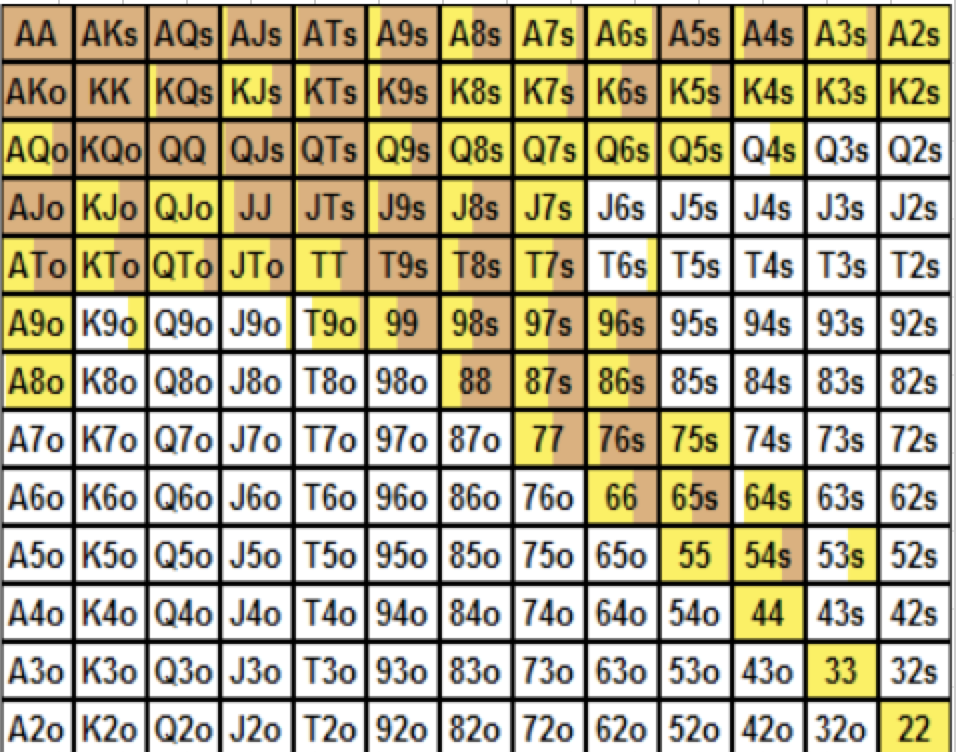 AA AKs AQs AJs ATs A9s A8s A7s A6s A5s A4s A3s A2s
AKo KK KQs KJs KTs K9s K8s K7s K6s K5s K4s K3s K2s
AQo KQo QQ QJs QTs Q9s Q8s Q7s Q6s Q5s Q4s Q3s Q2s
AJo KJo QJo JJ JTs J9s J8s J7s J6s J5s J4s J3s J2s
ATo KTo QTo JTo TT T9s T8s T7s T6s T5s T4s T3s T2s
A9o K9o Q9o J9o T9o 99 98s 97s 96s 95s 94s 93s 92s
A8o K8o Q8o J8o T8o 98o 88 87s 86s 85s 84s 83s 82s
A7o K7o Q7o J7o T7o 97o 87o 77 76s 75s 74s 73s 72s
A6o K6o Q6o J6o T6o 96o 86o 76o 66 65s 64s 63s 62s
A5o K5o Q5o J5o T5o 95o 85o 75o 65o 55 54s 53s 52s
A4o K4o Q4o J4o T4o 94o 84o 74o 64o 54o 44 43s 42s
A3o K3o Q3o J3o T3o 93o 83o 73o 63o 53o 43o 33 32s
A2o K2o Q2o J2o T2o 92o 82o 72o 62o 52o 42o 32o 22